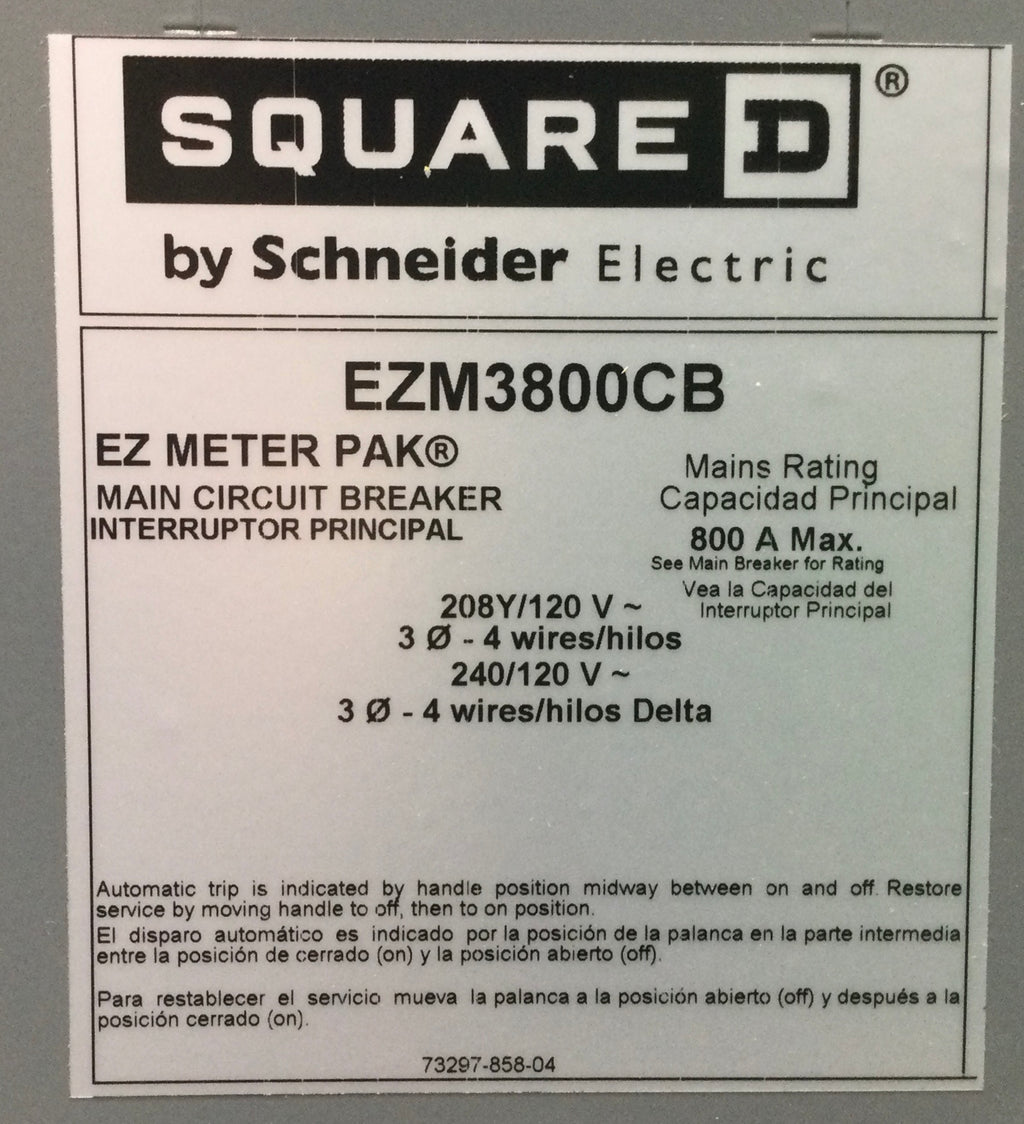 SQUARE D®
by Schneider Electric
EZM3800CB
EZ METER PAK®
MAIN CIRCUIT BREAKER
INTERRUPTOR PRINCIPAL
Mains Rating
Capacidad Principal
800 A Max.
See Main Breaker for Rating
Vea la Capacidad del
Interruptor Principal
208Y/120 V ~
3 Ø - 4 wires/hilos
240/120 V ~
3 Ø - 4 wires/hilos Delta
Automatic trip is indicated by handle position midway between on and off. Restore
service by moving handle to off, then to on position.
El disparo automático es indicado por la posición de la palanca en la parte intermedia
entre la posición de cerrado (on) y la posición abierto (off).
Para restablecer el servicio mueva la palanca a la posición abierto (off) y después a la
posición cerrado (on).
73297-858-04